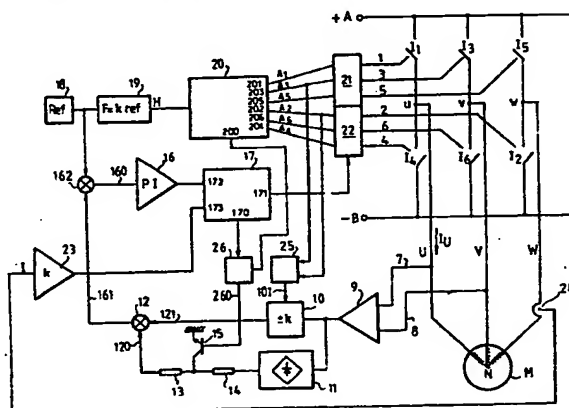 +A
I1
I3
I5
18
19
20
Ref
F=k ref
H
201
203
205
202
206
204
200
A1
A3
A5
A2
A6
A4
21
22
1
3
5
2
6
4
u
v
w
I4
I6
I2
-B
162
160
16
PI
17
172
173
171
170
IU
U
V
W
7
8
23
k
161
26
25
260
101
12
121
10
±k
9
120
15
13
14
11
N
M